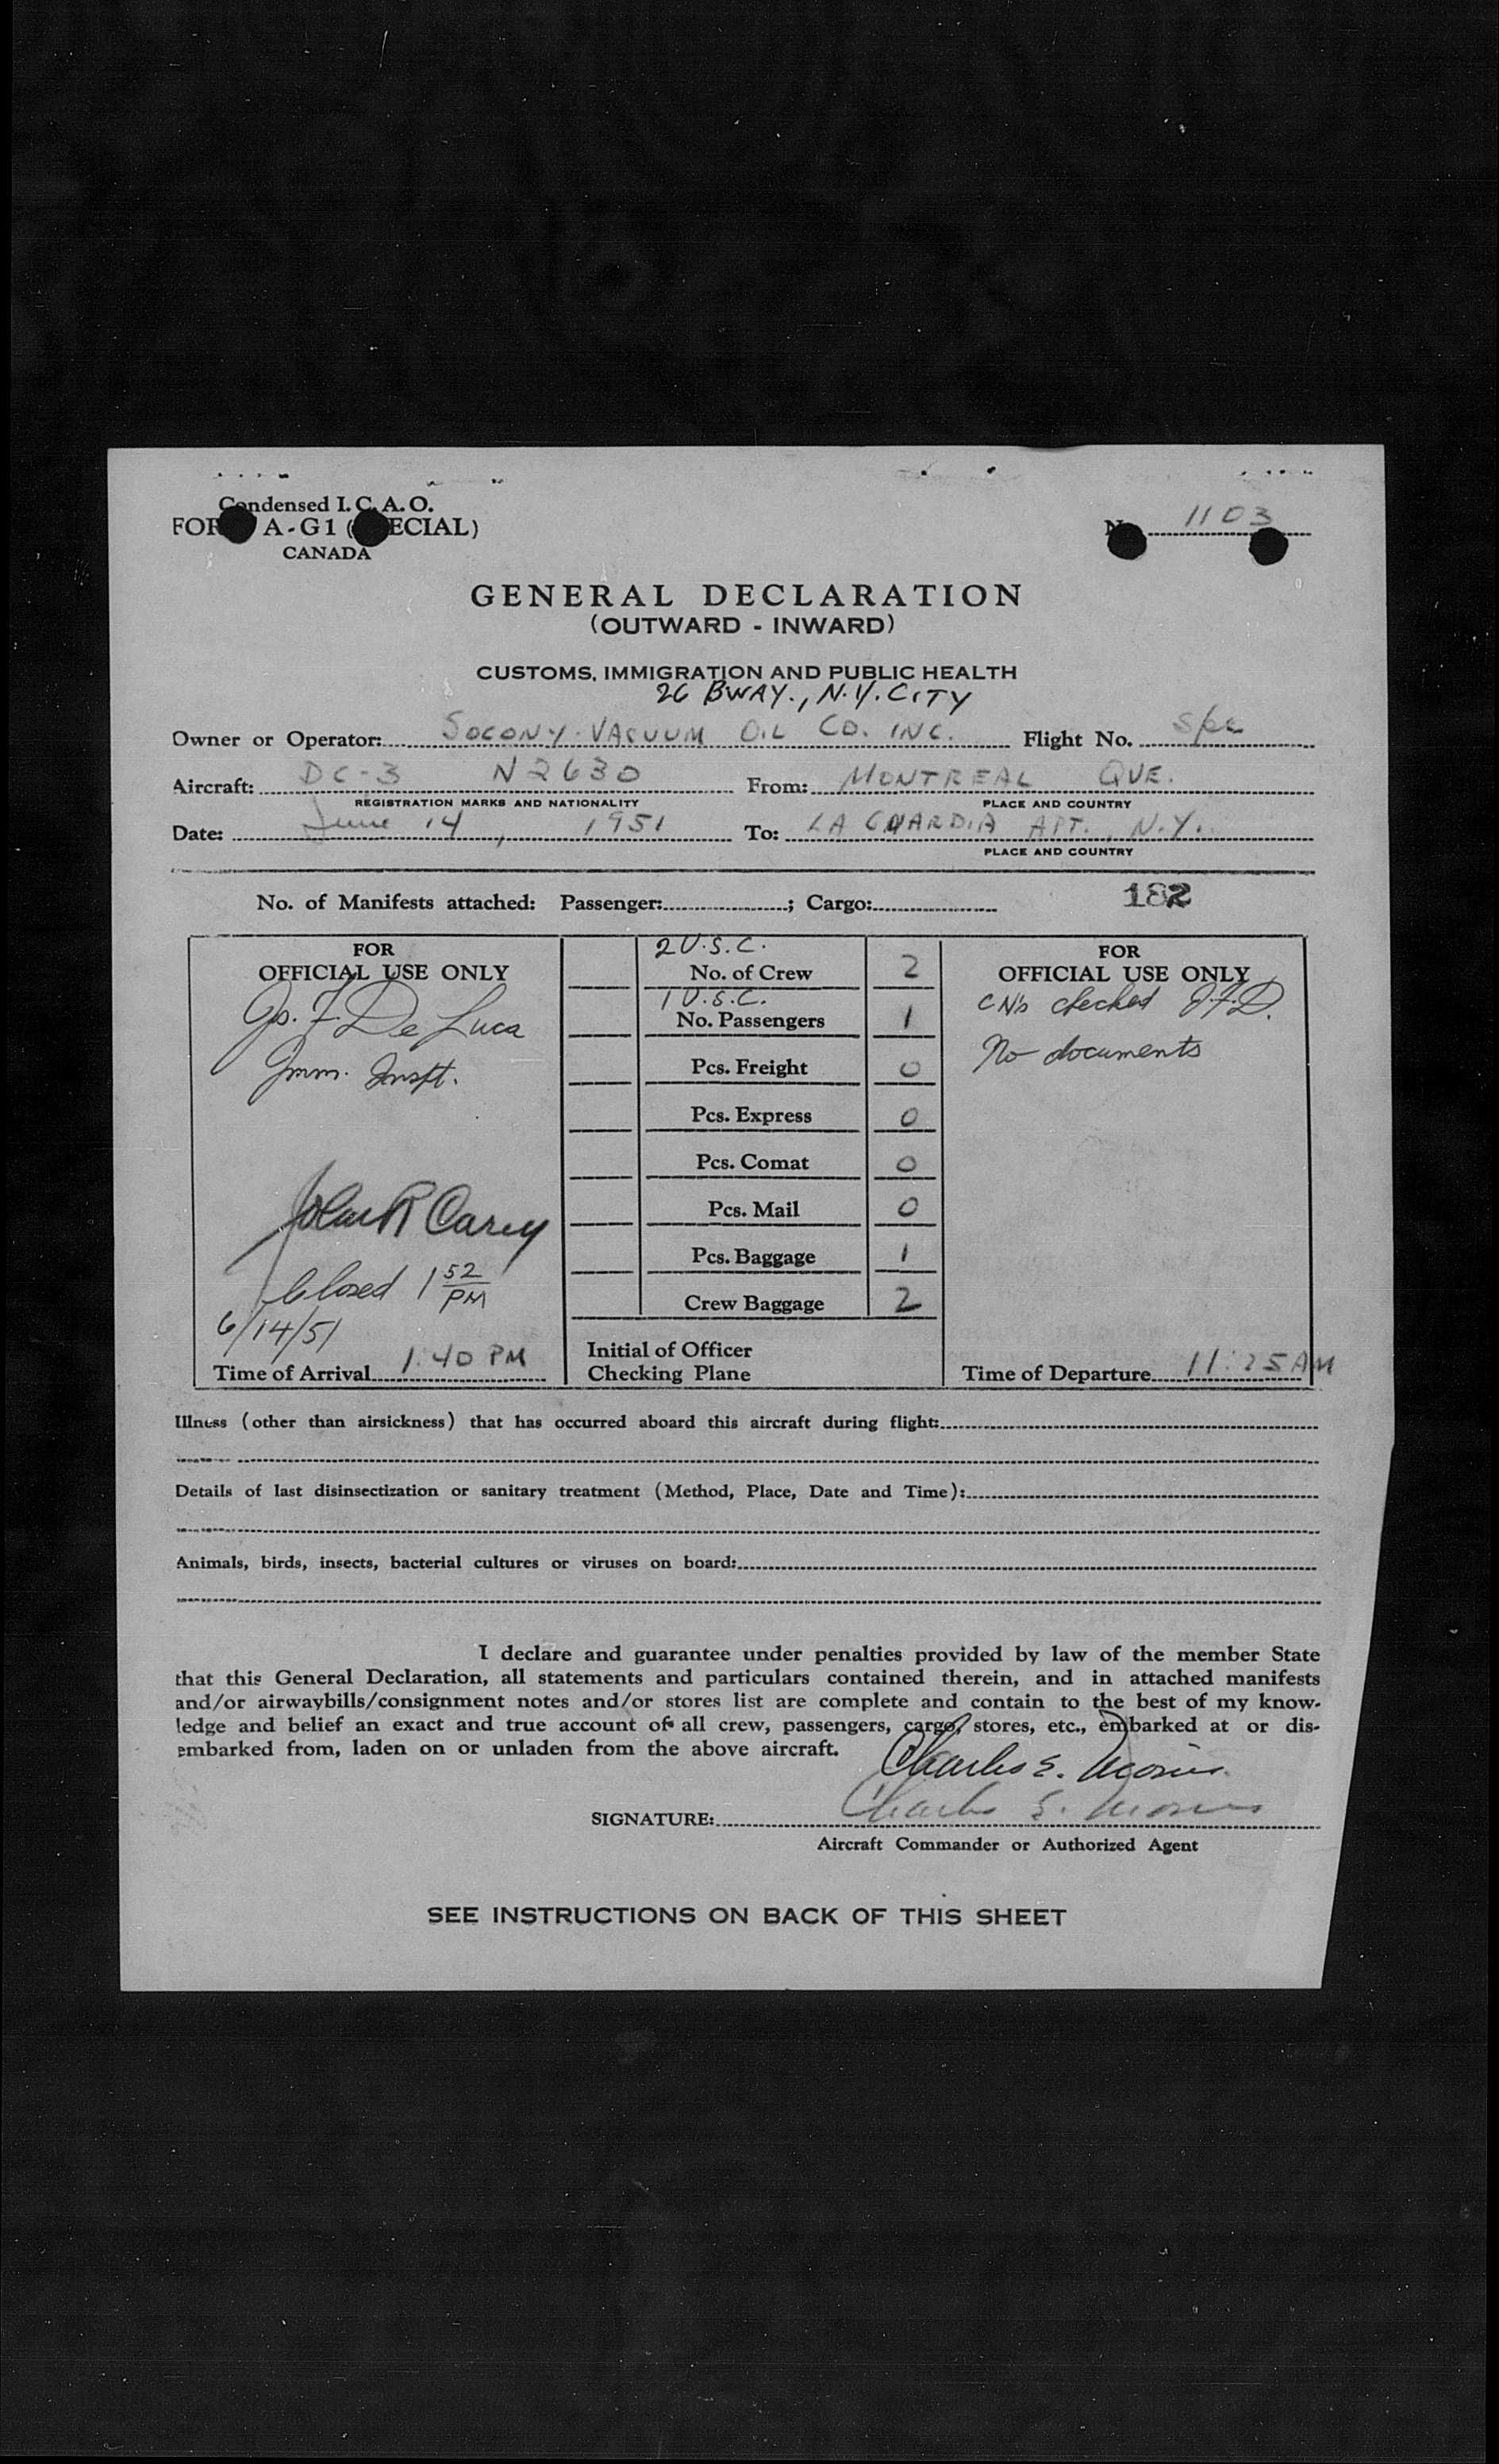 Condensed I. C. A. O.
FORM A-G1 (SPECIAL)
CANADA
No 1103
GENERAL DECLARATION
(OUTWARD - INWARD)
CUSTOMS, IMMIGRATION AND PUBLIC HEALTH
26 BWAY., N.Y. CITY
Owner or Operator: SOCONY-VACUUM OIL CO. INC. Flight No. Spc
Aircraft: DC-3 N2630 From: MONTREAL QUE.
REGISTRATION MARKS AND NATIONALITY PLACE AND COUNTRY
Date: June 14, 1951 To: LA GUARDIA APT., N.Y.
PLACE AND COUNTRY
No. of Manifests attached: Passenger: ; Cargo: 182
FOR
OFFICIAL USE ONLY
De Luca
Imm. Inspt.
John R Carey
Closed 1 52 PM
6/14/51
Time of Arrival 1:40 PM
2 U.S.C.
No. of Crew 2
1 U.S.C.
No. Passengers 1
Pcs. Freight 0
Pcs. Express 0
Pcs. Comat 0
Pcs. Mail 0
Pcs. Baggage 1
Crew Baggage 2
Initial of Officer
Checking Plane
FOR
OFFICIAL USE ONLY
checked J.F.D.
No documents
Time of Departure 11:25 AM
Illness (other than airsickness) that has occurred aboard this aircraft during flight:
Details of last disinsectization or sanitary treatment (Method, Place, Date and Time):
Animals, birds, insects, bacterial cultures or viruses on board:
I declare and guarantee under penalties provided by law of the member State
that this General Declaration, all statements and particulars contained therein, and in attached manifests
and/or airwaybills/consignment notes and/or stores list are complete and contain to the best of my know-
ledge and belief an exact and true account of all crew, passengers, cargo, stores, etc., embarked at or dis-
embarked from, laden on or unladen from the above aircraft.
Charles E.
SIGNATURE: Charles E.
Aircraft Commander or Authorized Agent
SEE INSTRUCTIONS ON BACK OF THIS SHEET